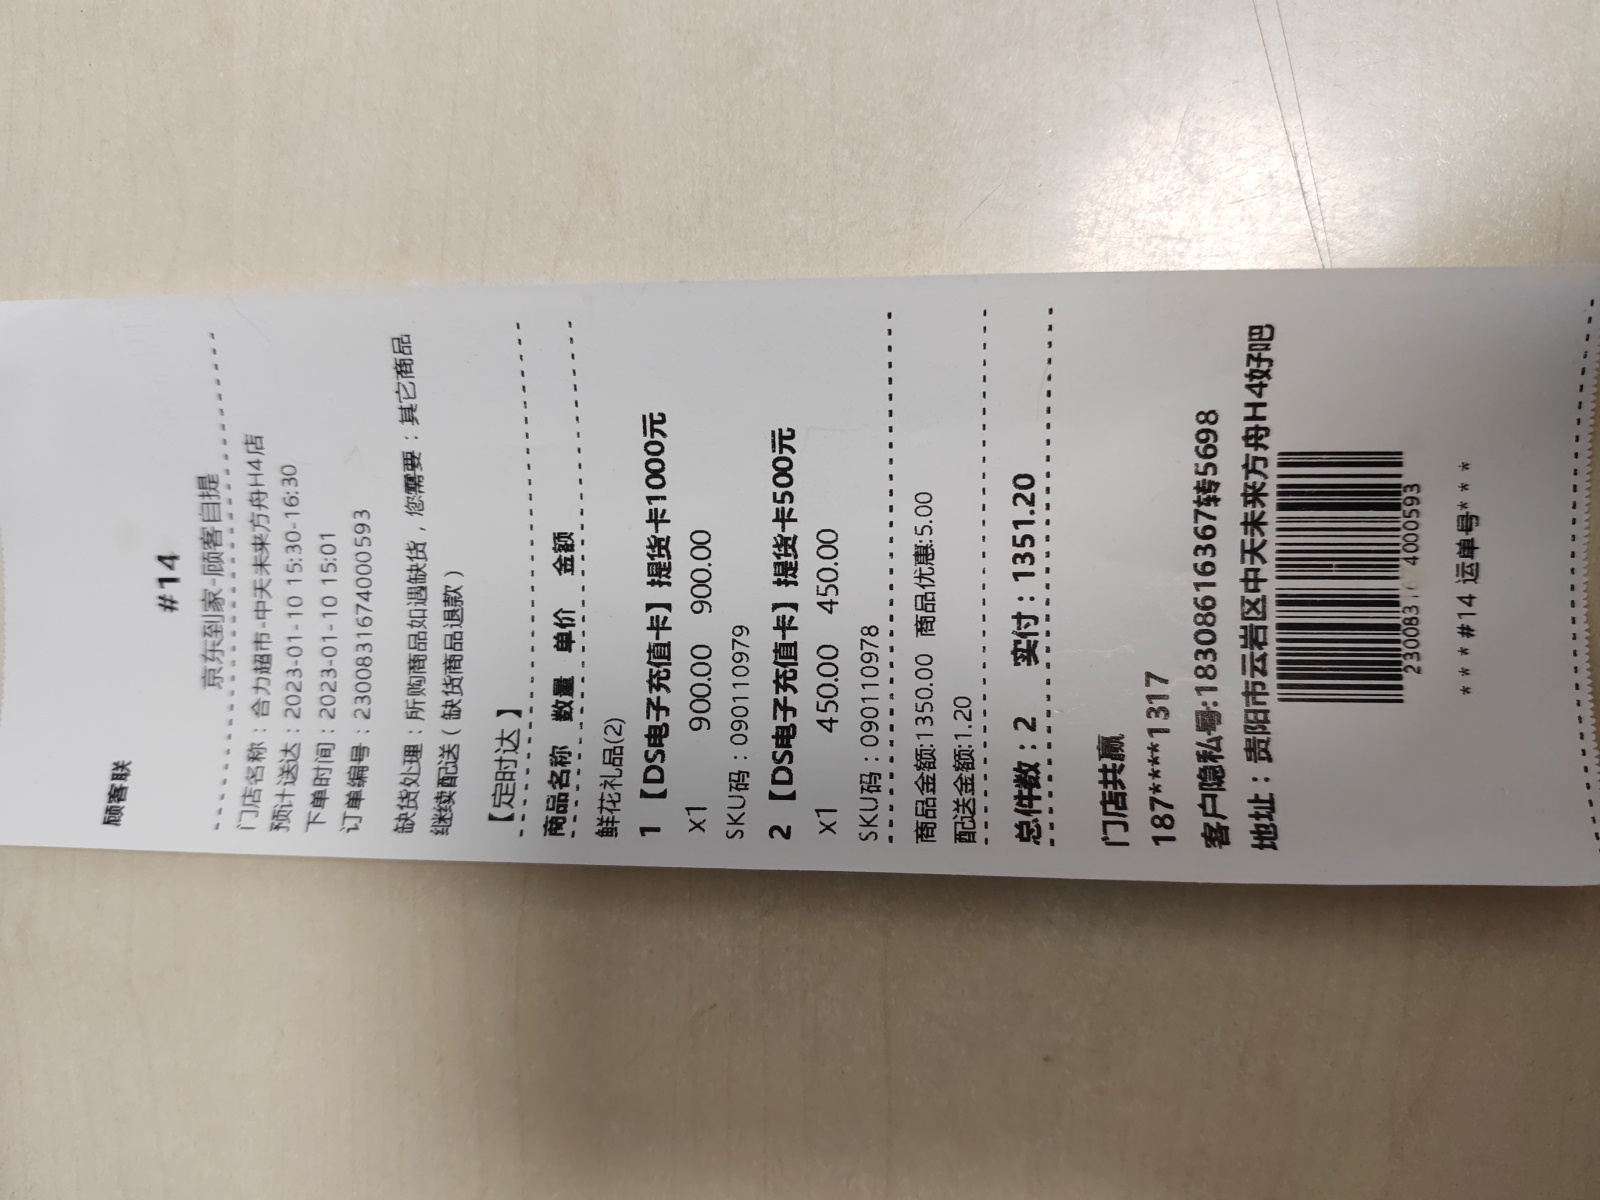 顾客联
#14
京东到家-顾客自提
门店名称：合力超市-中天未来方舟H4店
预计送达：2023-01-10 15:30-16:30
下单时间：2023-01-10 15:01
订单编号：2300831674000593
缺货处理：所购商品如遇缺货，您需要：其它商品
继续配送（缺货商品退款）
【定时达】
商品名称 数量 单价 金额
鲜花礼品(2)
1 【DS电子充值卡】提货卡1000元
x1 900.00 900.00
SKU码：090110979
2 【DS电子充值卡】提货卡500元
x1 450.00 450.00
SKU码：090110978
商品金额:1350.00 商品优惠:5.00
配送金额:1.20
总件数：2 实付：1351.20
门店共赢
187****1317
客户隐私号:18308616367转5698
地址：贵阳市云岩区中天未来方舟H4好吧
230083 4000593
****#14 运单号***